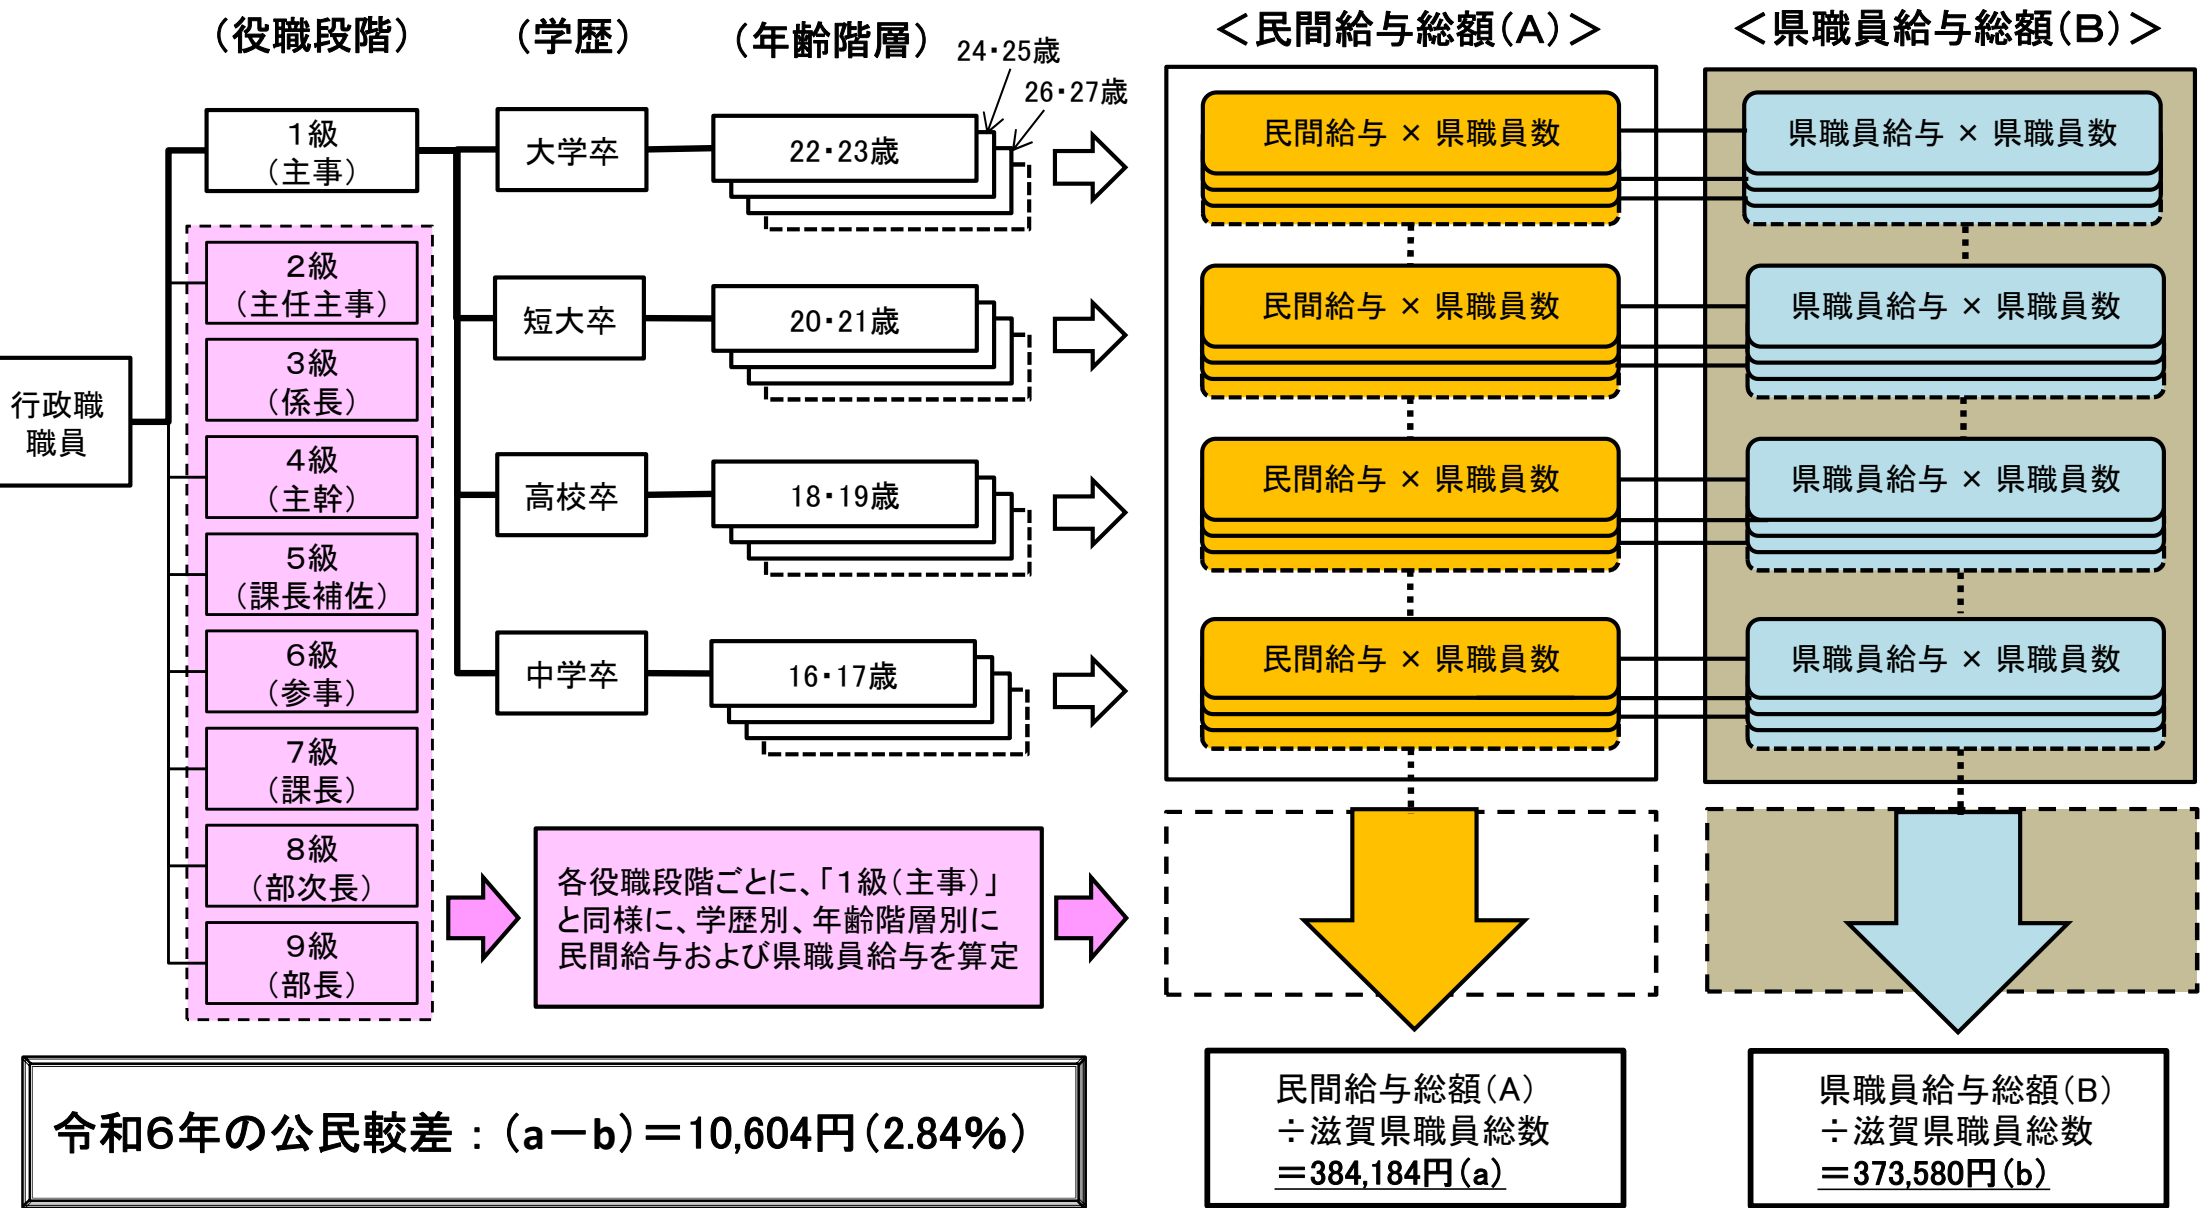 (役職段階)
(学歴)
(年齢階層)
24・25歳
26・27歳
＜民間給与総額(A)＞
＜県職員給与総額(B)＞
行政職
職員
1級
(主事)
2級
(主任主事)
3級
(係長)
4級
(主幹)
5級
(課長補佐)
6級
(参事)
7級
(課長)
8級
(部次長)
9級
(部長)
大学卒
22・23歳
民間給与 × 県職員数
県職員給与 × 県職員数
短大卒
20・21歳
民間給与 × 県職員数
県職員給与 × 県職員数
高校卒
18・19歳
民間給与 × 県職員数
県職員給与 × 県職員数
中学卒
16・17歳
民間給与 × 県職員数
県職員給与 × 県職員数
各役職段階ごとに、「1級(主事)」
と同様に、学歴別、年齢階層別に
民間給与および県職員給与を算定
令和6年の公民較差：(a－b)＝10,604円(2.84%)
民間給与総額(A)
÷滋賀県職員総数
＝384,184円(a)
県職員給与総額(B)
÷滋賀県職員総数
＝373,580円(b)